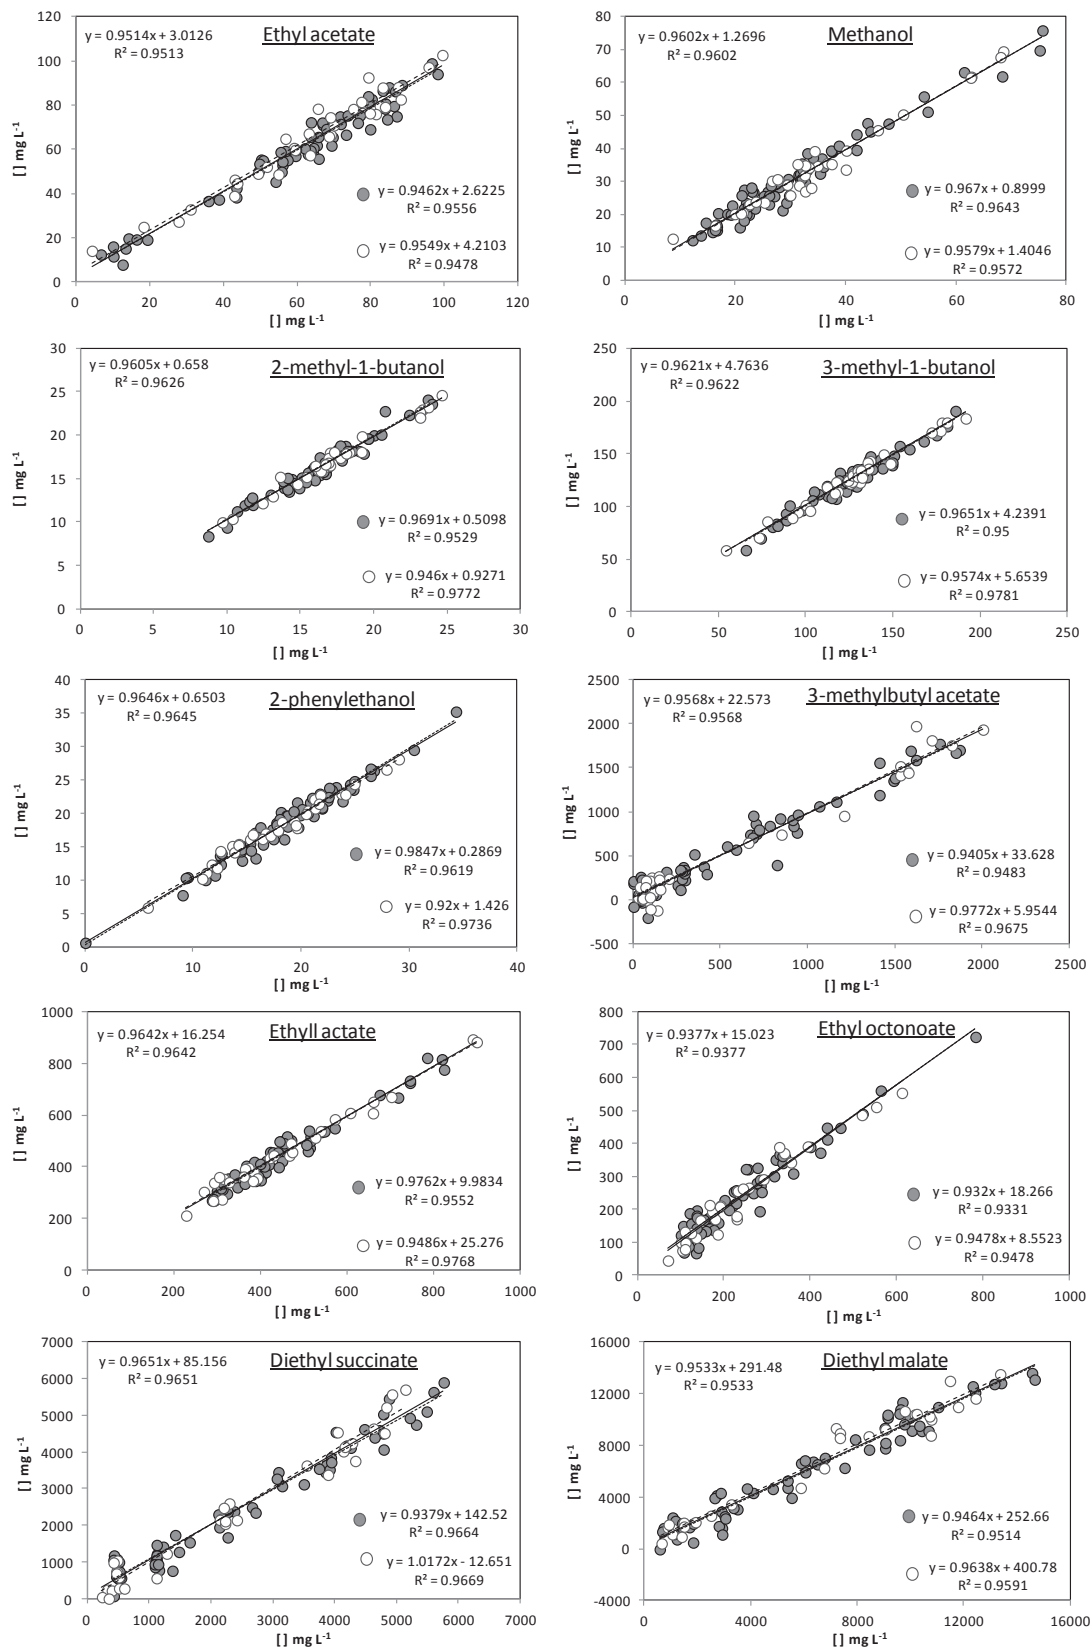 y = 0.9514x + 3.0126
R² = 0.9513
Ethyl acetate
120
100
80
60
40
20
0
[ ] mg L⁻¹
y = 0.9462x + 2.6225
R² = 0.9556
y = 0.9549x + 4.2103
R² = 0.9478
0 20 40 60 80 100 120
[ ] mg L⁻¹
y = 0.9602x + 1.2696
R² = 0.9602
Methanol
80
70
60
50
40
30
20
10
0
[ ] mg L⁻¹
y = 0.967x + 0.8999
R² = 0.9643
y = 0.9579x + 1.4046
R² = 0.9572
0 20 40 60 80
[ ] mg L⁻¹
y = 0.9605x + 0.658
R² = 0.9626
2-methyl-1-butanol
30
25
20
15
10
5
0
[ ] mg L⁻¹
y = 0.9691x + 0.5098
R² = 0.9529
y = 0.946x + 0.9271
R² = 0.9772
0 5 10 15 20 25 30
[ ] mg L⁻¹
y = 0.9621x + 4.7636
R² = 0.9622
3-methyl-1-butanol
250
200
150
100
50
0
[ ] mg L⁻¹
y = 0.9651x + 4.2391
R² = 0.95
y = 0.9574x + 5.6539
R² = 0.9781
0 50 100 150 200 250
[ ] mg L⁻¹
y = 0.9646x + 0.6503
R² = 0.9645
2-phenylethanol
40
35
30
25
20
15
10
5
0
[ ] mg L⁻¹
y = 0.9847x + 0.2869
R² = 0.9619
y = 0.92x + 1.426
R² = 0.9736
0 10 20 30 40
[ ] mg L⁻¹
y = 0.9568x + 22.573
R² = 0.9568
3-methylbutyl acetate
2500
2000
1500
1000
500
0
-500
[ ] mg L⁻¹
y = 0.9405x + 33.628
R² = 0.9483
y = 0.9772x + 5.9544
R² = 0.9675
0 500 1000 1500 2000 2500
[ ] mg L⁻¹
y = 0.9642x + 16.254
R² = 0.9642
Ethyll actate
1000
800
600
400
200
0
[ ] mg L⁻¹
y = 0.9762x + 9.9834
R² = 0.9552
y = 0.9486x + 25.276
R² = 0.9768
0 200 400 600 800 1000
[ ] mg L⁻¹
y = 0.9377x + 15.023
R² = 0.9377
Ethyl octonoate
800
700
600
500
400
300
200
100
0
[ ] mg L⁻¹
y = 0.932x + 18.266
R² = 0.9331
y = 0.9478x + 8.5523
R² = 0.9478
0 200 400 600 800 1000
[ ] mg L⁻¹
y = 0.9651x + 85.156
R² = 0.9651
Diethyl succinate
7000
6000
5000
4000
3000
2000
1000
0
[ ] mg L⁻¹
y = 0.9379x + 142.52
R² = 0.9664
y = 1.0172x - 12.651
R² = 0.9669
0 1000 2000 3000 4000 5000 6000 7000
[ ] mg L⁻¹
y = 0.9533x + 291.48
R² = 0.9533
Diethyl malate
16000
12000
8000
4000
0
-4000
[ ] mg L⁻¹
y = 0.9464x + 252.66
R² = 0.9514
y = 0.9638x + 400.78
R² = 0.9591
0 4000 8000 12000 16000
[ ] mg L⁻¹